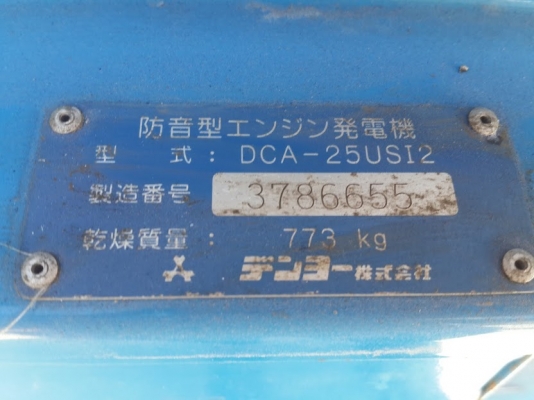 防音型エンジン発電機
型 式: DCA-25USI2
製造番号 3786655
乾燥質量: 773 kg
デンヨー株式会社